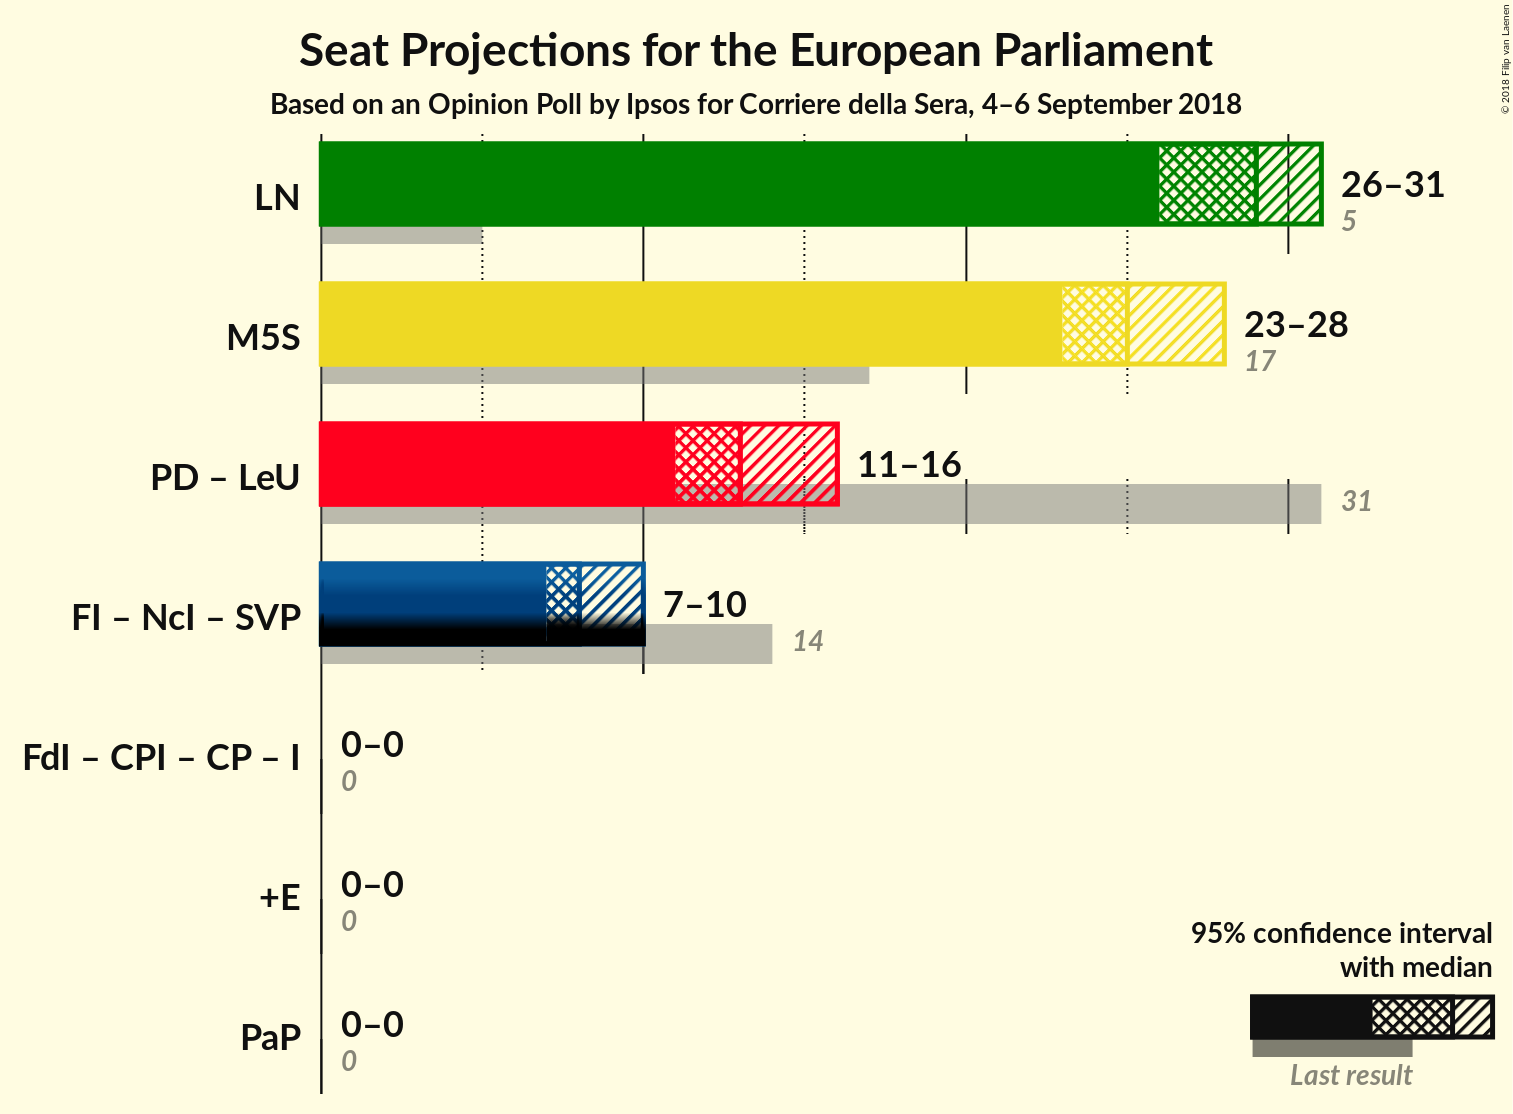 Seat Projections for the European Parliament
Based on an Opinion Poll by Ipsos for Corriere della Sera, 4–6 September 2018
© 2018 Filip van Laenen
LN
26–31
5
M5S
23–28
17
PD – LeU
11–16
31
FI – NcI – SVP
7–10
14
FdI – CPI – CP – I
0–0
0
+E
0–0
0
PaP
0–0
0
95% confidence interval
with median
Last result